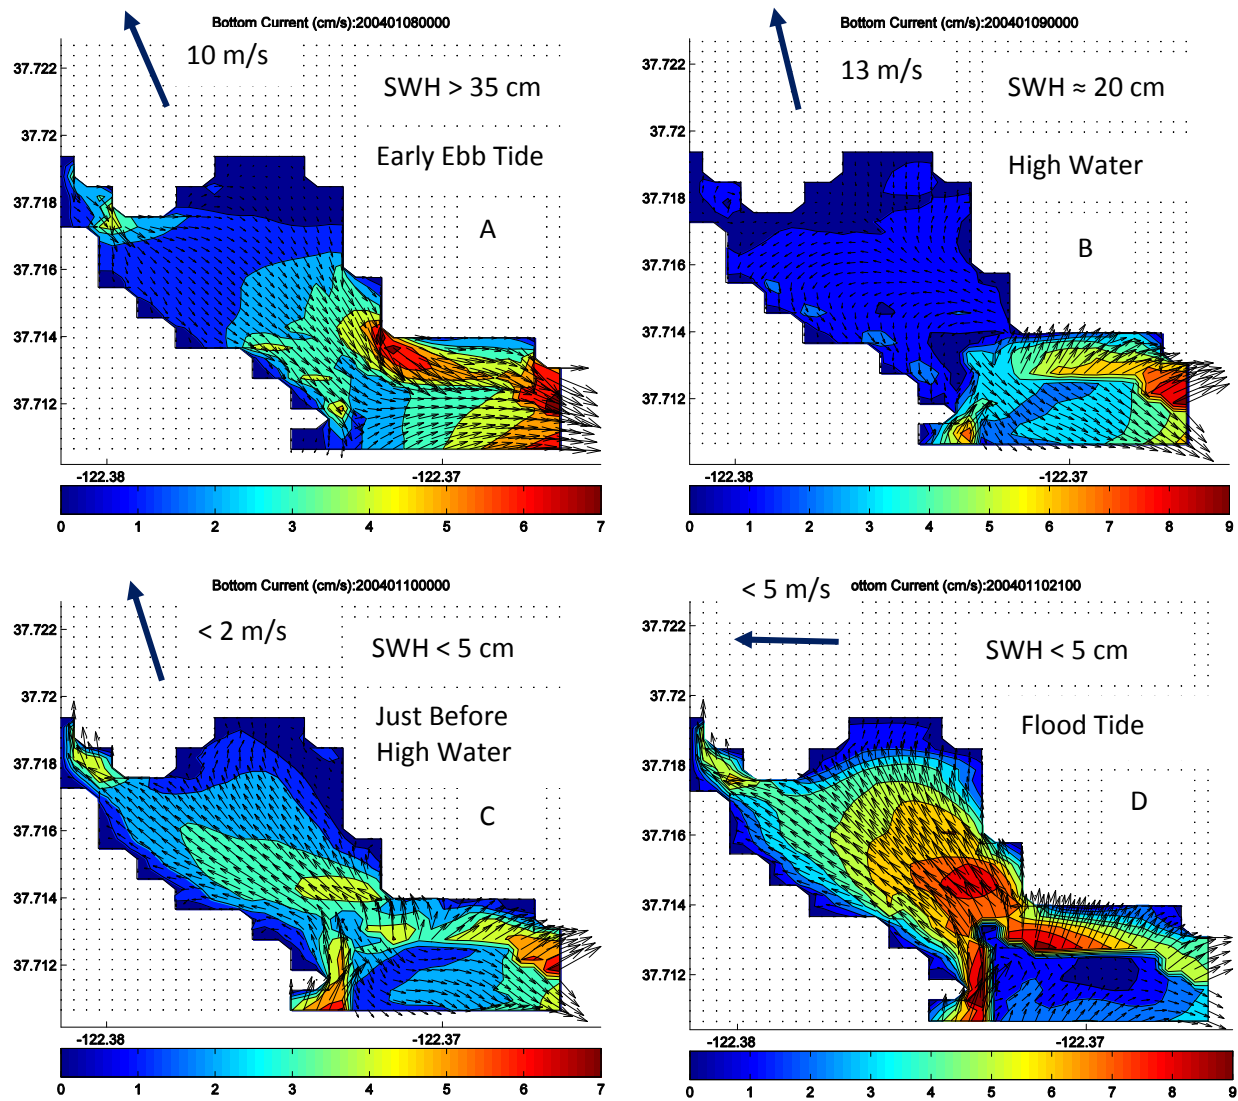 Bottom Current (cm/s):200401080000
10 m/s
SWH > 35 cm
Early Ebb Tide
A
37.722
37.72
37.718
37.716
37.714
37.712
-122.38
-122.37
0 1 2 3 4 5 6 7
Bottom Current (cm/s):200401090000
13 m/s
SWH ≈ 20 cm
High Water
B
37.722
37.72
37.718
37.716
37.714
37.712
-122.38
-122.37
0 1 2 3 4 5 6 7 8 9
Bottom Current (cm/s):200401100000
< 2 m/s
SWH < 5 cm
Just Before
High Water
C
37.722
37.72
37.718
37.716
37.714
37.712
-122.38
-122.37
0 1 2 3 4 5 6 7
ottom Current (cm/s):200401102100
< 5 m/s
SWH < 5 cm
Flood Tide
D
37.722
37.72
37.718
37.716
37.714
37.712
-122.38
-122.37
0 1 2 3 4 5 6 7 8 9